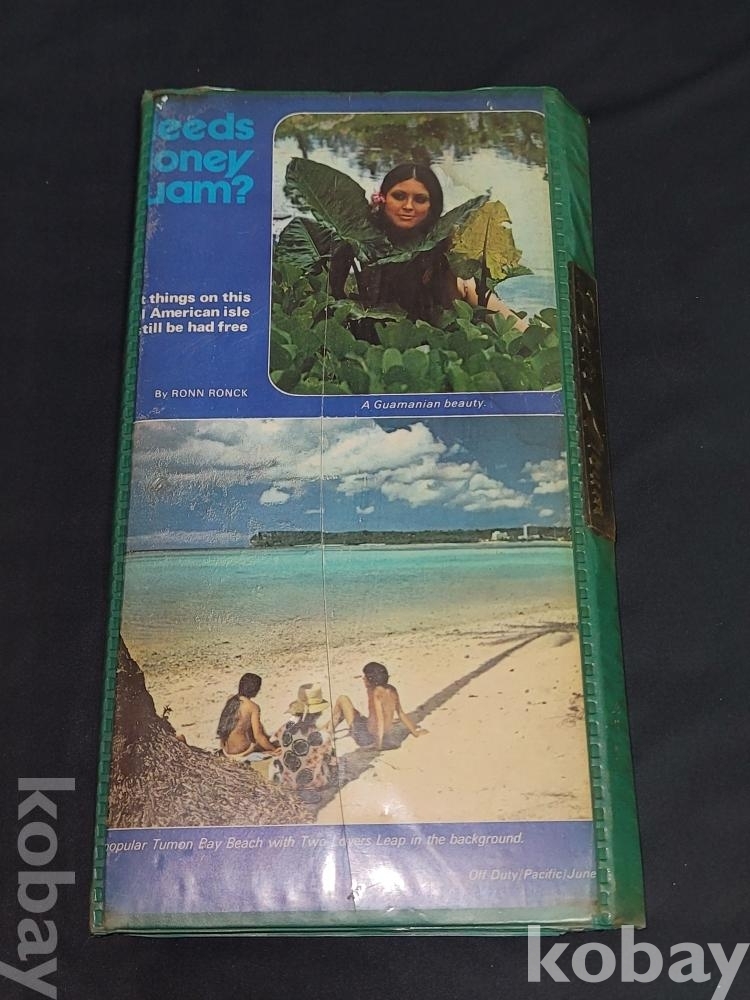 eeds
oney
uam?
t things on this
l American isle
till be had free
By RONN RONCK
A Guamanian beauty.
popular Tumon Bay Beach with Two Lovers Leap in the background.
Off Duty/Pacific/June
kobay
kobay